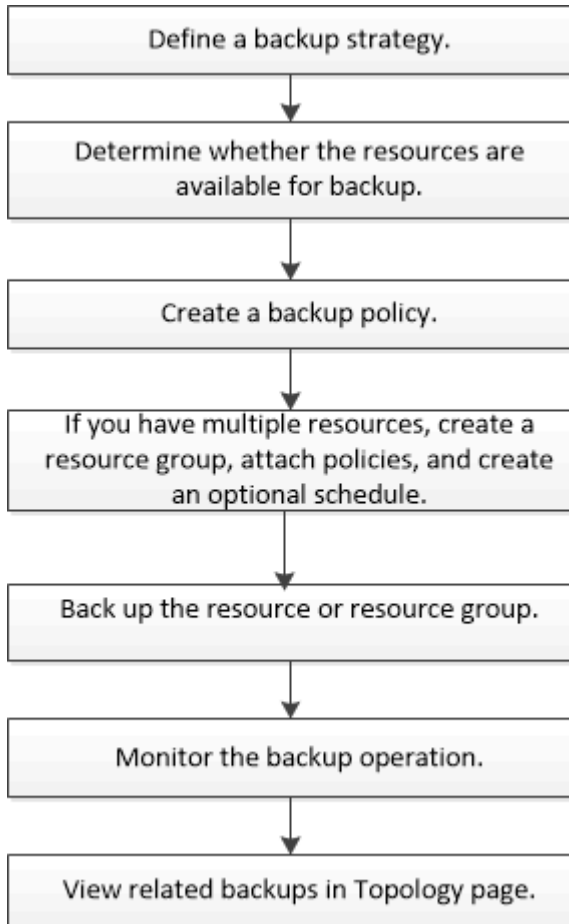 Define a backup strategy.
Determine whether the resources are
available for backup.
Create a backup policy.
If you have multiple resources, create a
resource group, attach policies, and create
an optional schedule.
Back up the resource or resource group.
Monitor the backup operation.
View related backups in Topology page.